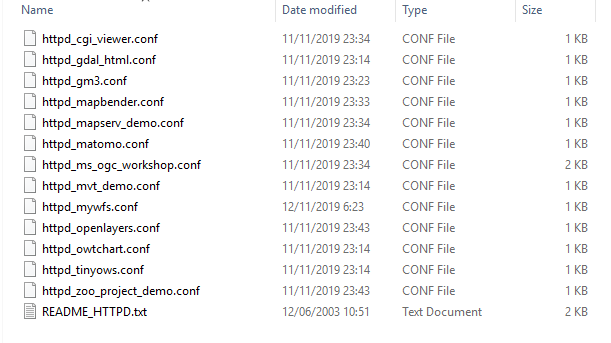 Name Date modified Type Size
httpd_cgi_viewer.conf 11/11/2019 23:34 CONF File 1 KB
httpd_gdal_html.conf 11/11/2019 23:14 CONF File 1 KB
httpd_gm3.conf 11/11/2019 23:23 CONF File 1 KB
httpd_mapbender.conf 11/11/2019 23:33 CONF File 1 KB
httpd_mapserv_demo.conf 11/11/2019 23:34 CONF File 1 KB
httpd_matomo.conf 11/11/2019 23:40 CONF File 1 KB
httpd_ms_ogc_workshop.conf 11/11/2019 23:34 CONF File 2 KB
httpd_mvt_demo.conf 11/11/2019 23:14 CONF File 1 KB
httpd_mywfs.conf 12/11/2019 6:23 CONF File 1 KB
httpd_openlayers.conf 11/11/2019 23:43 CONF File 1 KB
httpd_owtchart.conf 11/11/2019 23:14 CONF File 1 KB
httpd_tinyows.conf 11/11/2019 23:14 CONF File 1 KB
httpd_zoo_project_demo.conf 11/11/2019 23:43 CONF File 1 KB
README_HTTPD.txt 12/06/2003 10:51 Text Document 2 KB